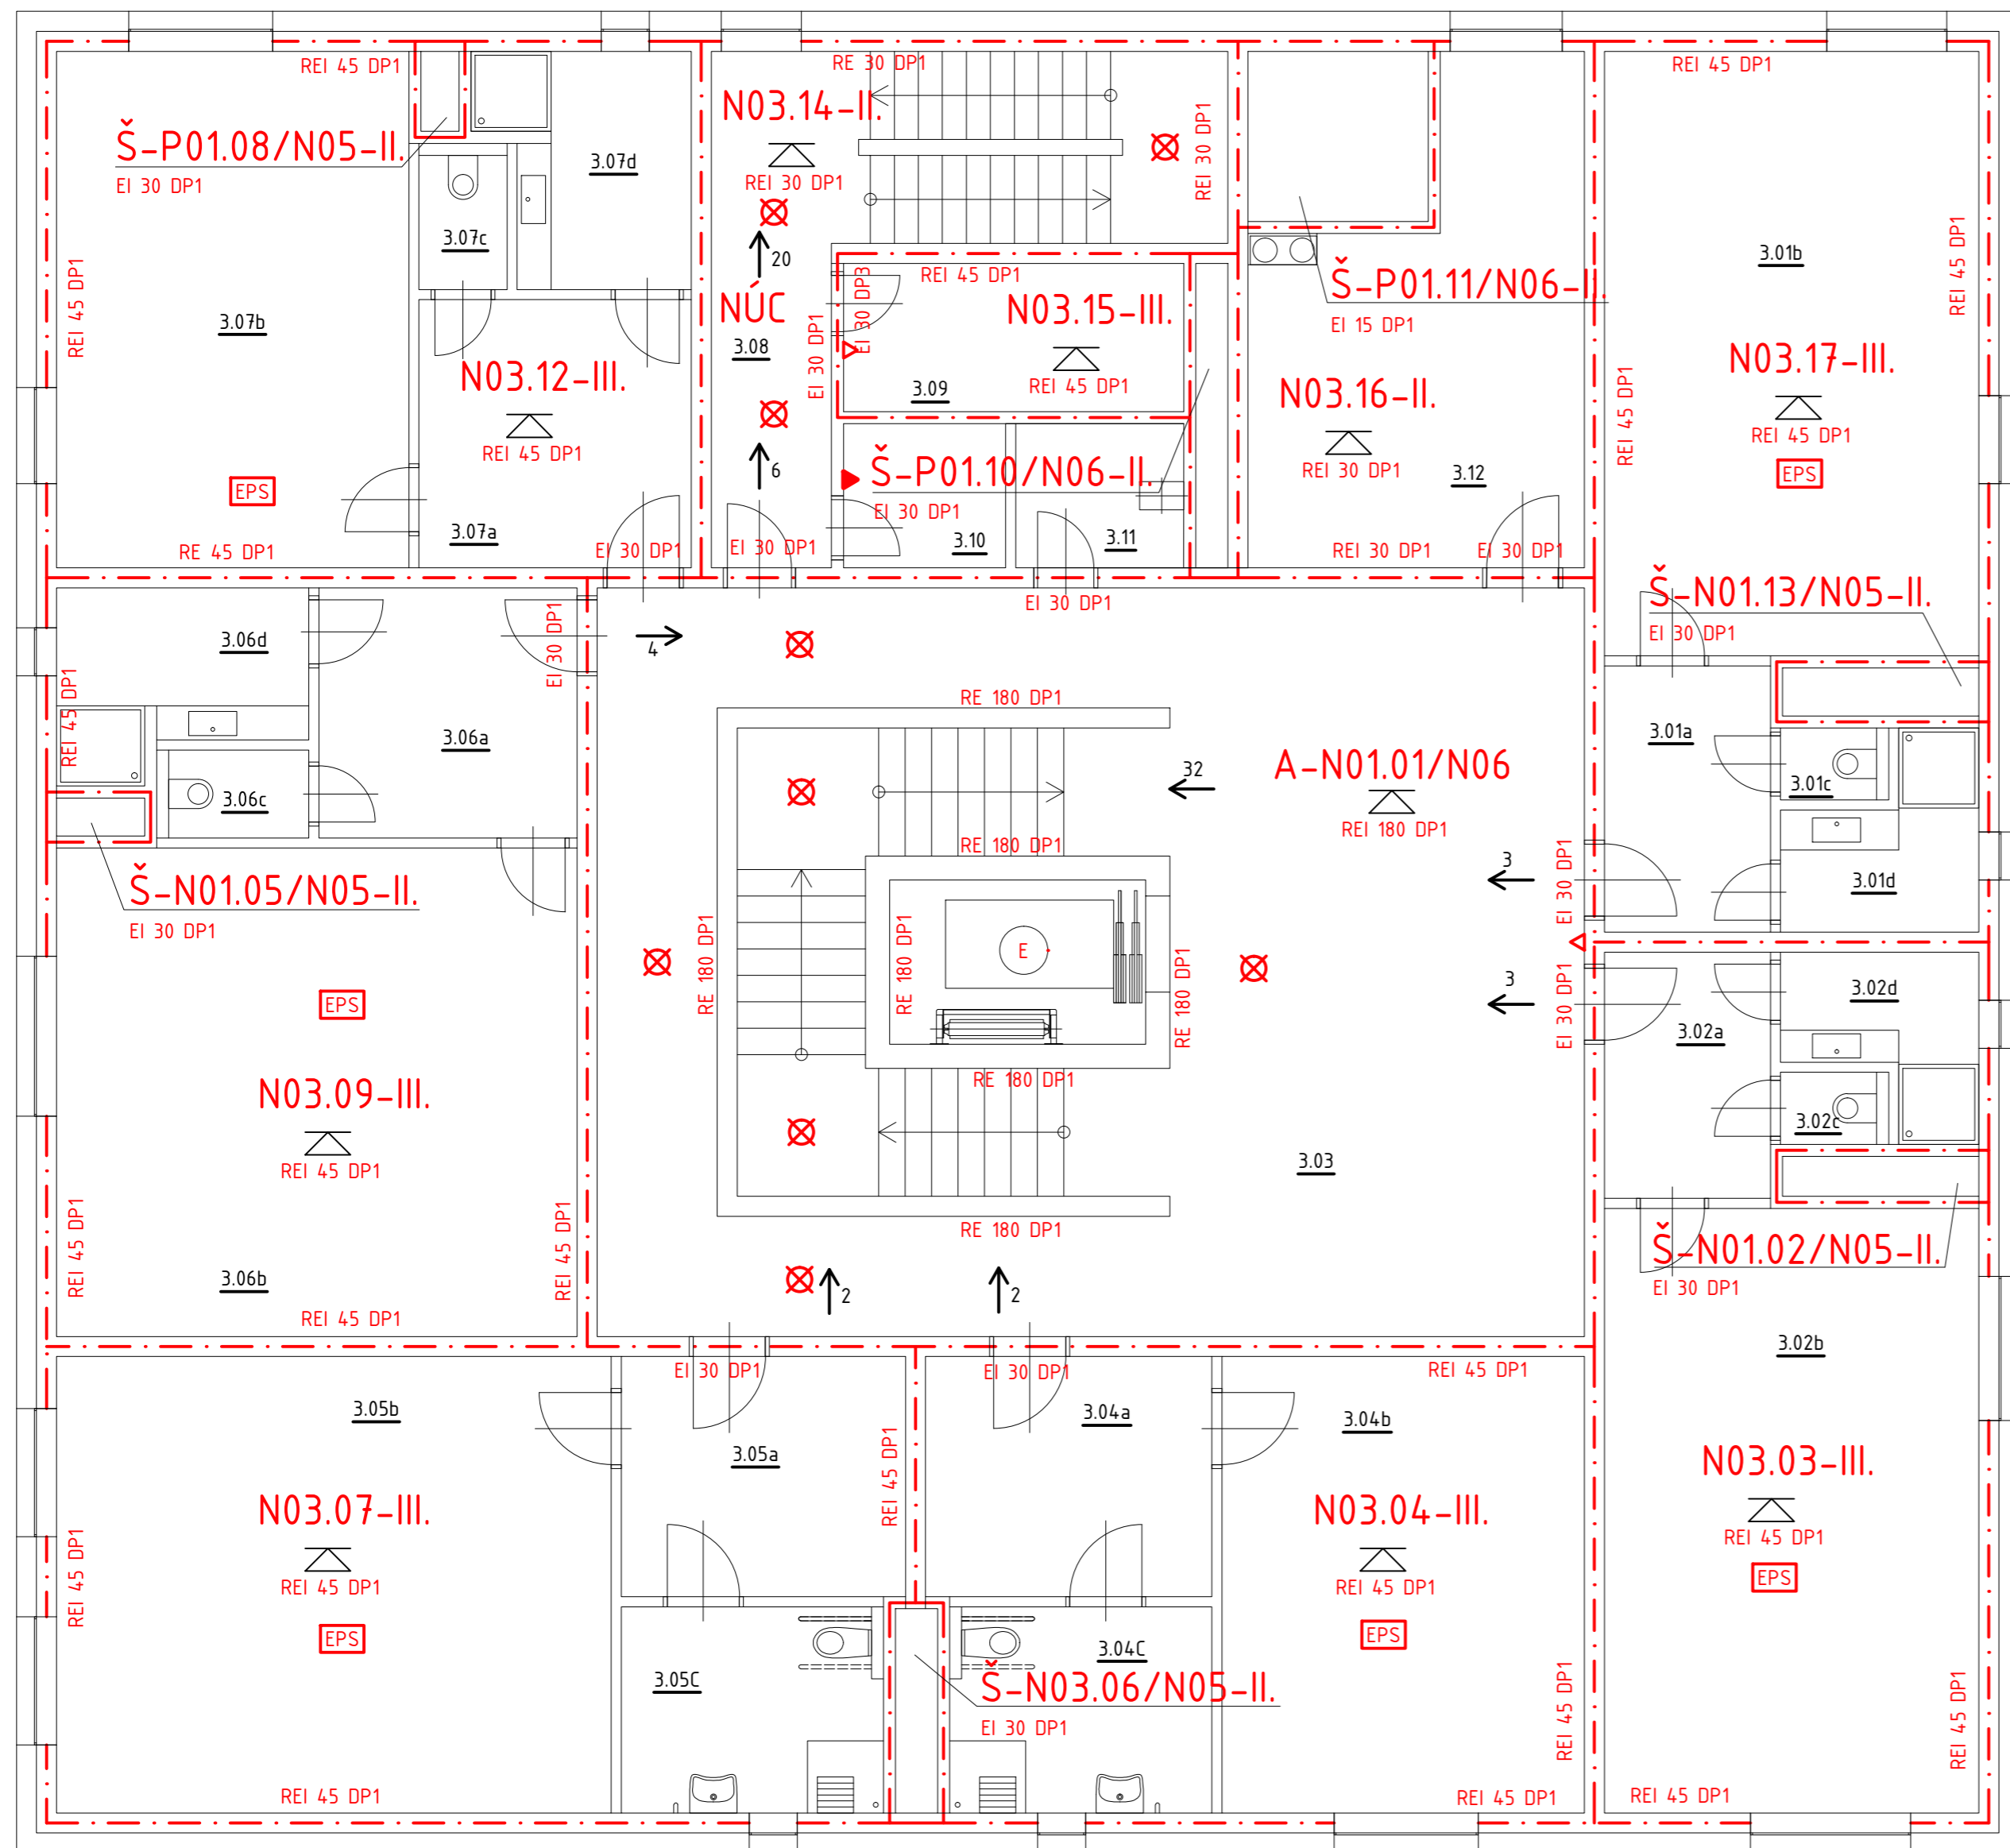 REI 45 DP1
RE 30 DP1
REI 45 DP1
N03.14-II.
Š-P01.08/N05-II.
EI 30 DP1
3.07d
REI 30 DP1
REI 30 DP1
3.07c
20
3.01b
REI 45 DP1
REI 45 DP1
3.07b
NÚC
3.08
EI 30 DP1
EI 30 DP3
REI 45 DP1
N03.15-III.
Š-P01.11/N06-II.
EI 15 DP1
N03.12-III.
REI 45 DP1
REI 45 DP1
3.09
N03.16-II.
REI 30 DP1
N03.17-III.
REI 45 DP1
REI 45 DP1
EPS
EPS
6
Š-P01.10/N06-II.
EI 30 DP1
3.12
RE 45 DP1
3.07a
EI 30 DP1
EI 30 DP1
3.10
3.11
REI 30 DP1
EI 30 DP1
EI 30 DP1
Š-N01.13/N05-II.
EI 30 DP1
3.06d
EI 30 DP1
4
REI 45 DP1
3.06a
RE 180 DP1
3.01a
A-N01.01/N06
REI 180 DP1
32
3.06c
3.01c
RE 180 DP1
3
EI 30 DP1
3.01d
Š-N01.05/N05-II.
EI 30 DP1
RE 180 DP1
RE 180 DP1
E
RE 180 DP1
3
EI 30 DP1
3.02d
EPS
3.02a
N03.09-III.
REI 45 DP1
RE 180 DP1
3.02c
3.03
REI 45 DP1
REI 45 DP1
RE 180 DP1
Š-N01.02/N05-II.
EI 30 DP1
3.06b
REI 45 DP1
2
2
3.02b
EI 30 DP1
EI 30 DP1
REI 45 DP1
3.05b
3.05a
3.04a
3.04b
REI 45 DP1
N03.07-III.
REI 45 DP1
REI 45 DP1
EPS
N03.04-III.
REI 45 DP1
EPS
N03.03-III.
REI 45 DP1
EPS
3.05C
3.04C
Š-N03.06/N05-II.
EI 30 DP1
REI 45 DP1
REI 45 DP1
REI 45 DP1
REI 45 DP1
REI 45 DP1